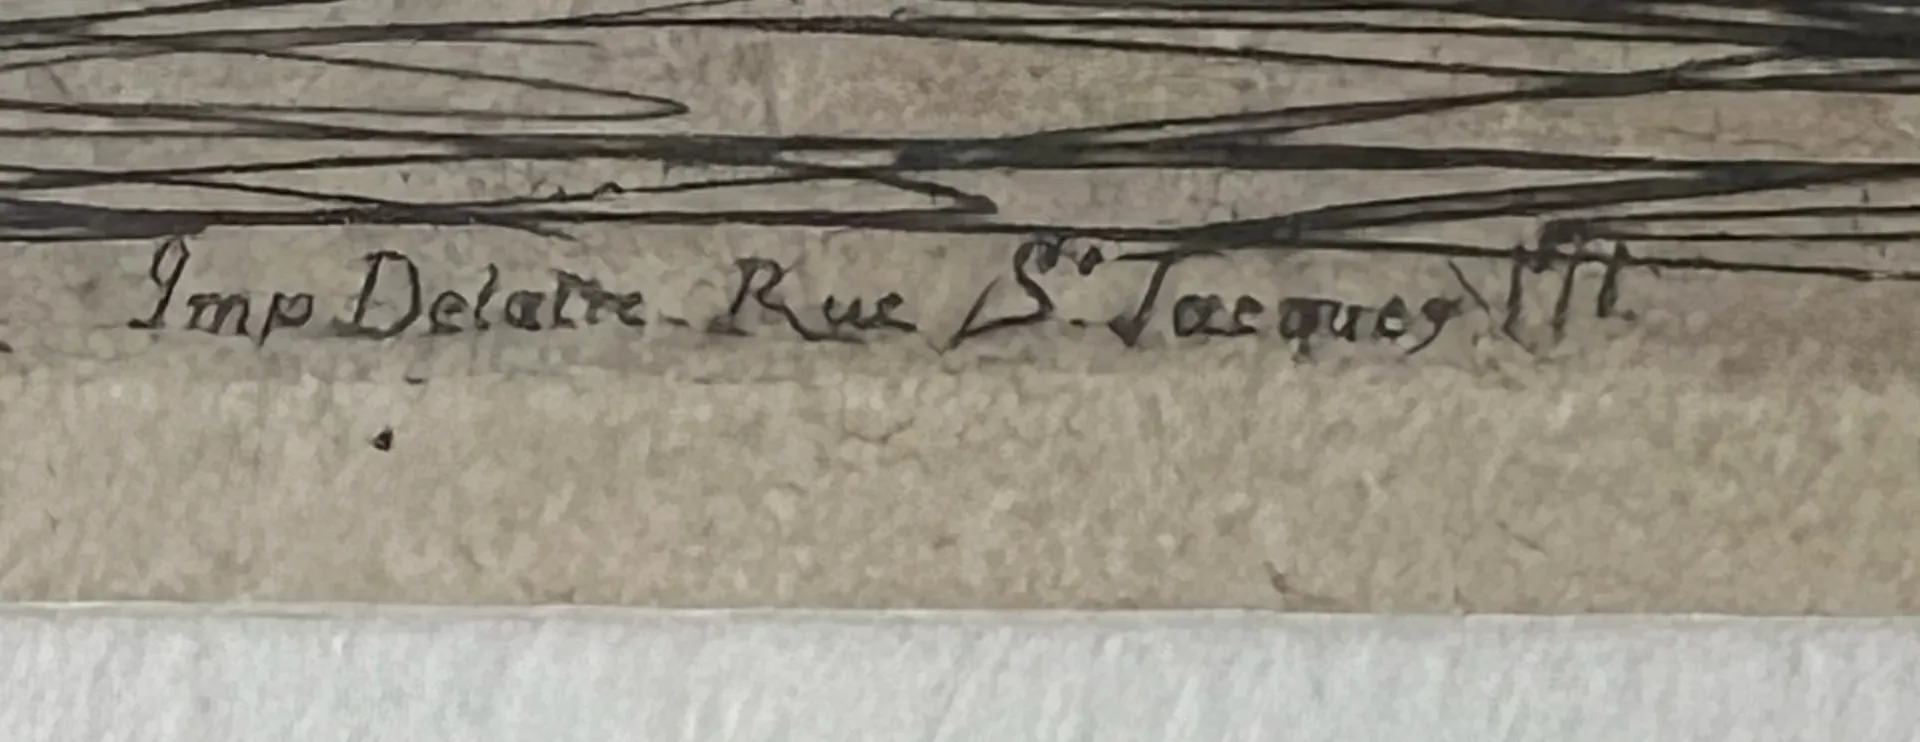 Imp Delatre. Rue St. Jacques 171.